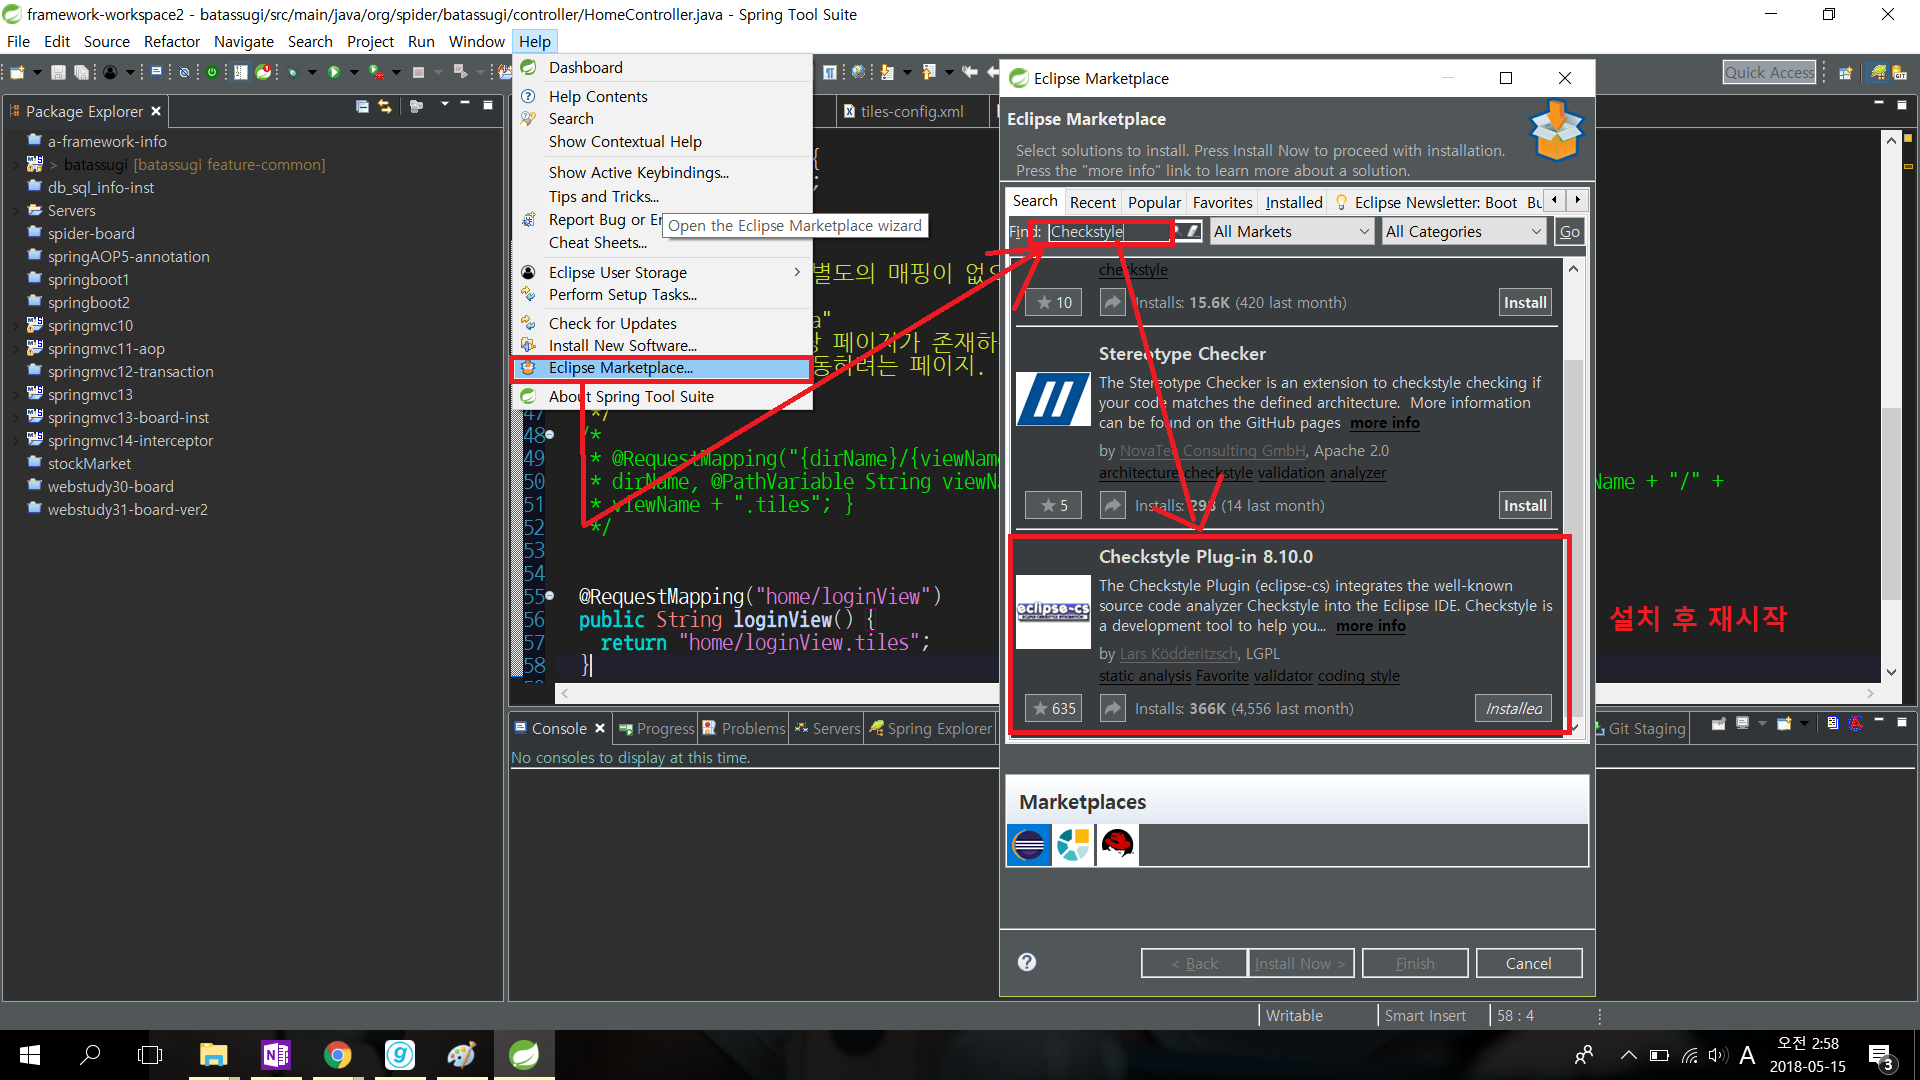 framework-workspace2 - batassugi/src/main/java/org/spider/batassugi/controller/HomeController.java - Spring Tool Suite
File Edit Source Refactor Navigate Search Project Run Window Help
Quick Access
Package Explorer
a-framework-info
> batassugi [batassugi feature-common]
db_sql_info-inst
Servers
spider-board
springAOP5-annotation
springboot1
springboot2
springmvc10
springmvc11-aop
springmvc12-transaction
springmvc13
springmvc13-board-inst
springmvc14-interceptor
stockMarket
webstudy30-board
webstudy31-board-ver2
Dashboard
Help Contents
Search
Show Contextual Help
Show Active Keybindings...
Tips and Tricks...
Report Bug or Er
Open the Eclipse Marketplace wizard
Cheat Sheets...
Eclipse User Storage
Perform Setup Tasks...
Check for Updates
Install New Software...
Eclipse Marketplace...
About Spring Tool Suite
tiles-config.xml
{
;
별도의 매핑이 없으
a"
페이지가 존재하
동하려는 페이지.
47 */
48 /*
49 * @RequestMapping("{dirName}/{viewName
50 * dirName, @PathVariable String viewNa
Name + "/" +
51 * viewName + ".tiles"; }
52 */
53
54
55 @RequestMapping("home/loginView")
56 public String loginView() {
57 return "home/loginView.tiles";
58 }
Console Progress Problems Servers Spring Explorer
Git Staging
No consoles to display at this time.
Eclipse Marketplace
Eclipse Marketplace
Select solutions to install. Press Install Now to proceed with installation.
Press the "more info" link to learn more about a solution.
Search Recent Popular Favorites Installed Eclipse Newsletter: Boot Bu
Find: Checkstyle All Markets All Categories Go
checkstyle
10 Installs: 15.6K (420 last month) Install
Stereotype Checker
The Stereotype Checker is an extension to checkstyle checking if
your code matches the defined architecture. More information
can be found on the GitHub pages more info
by NovaTec Consulting GmbH, Apache 2.0
architecture checkstyle validation analyzer
5 Installs: 298 (14 last month) Install
Checkstyle Plug-in 8.10.0
The Checkstyle Plugin (eclipse-cs) integrates the well-known
source code analyzer Checkstyle into the Eclipse IDE. Checkstyle is
a development tool to help you... more info
by Lars Ködderitzsch, LGPL
static analysis Favorite validator coding style
635 Installs: 366K (4,556 last month) Installed
eclipse-cs
설치 후 재시작
Marketplaces
< Back Install Now > Finish Cancel
Writable Smart Insert 58 : 4
A
오전 2:58
2018-05-15
3